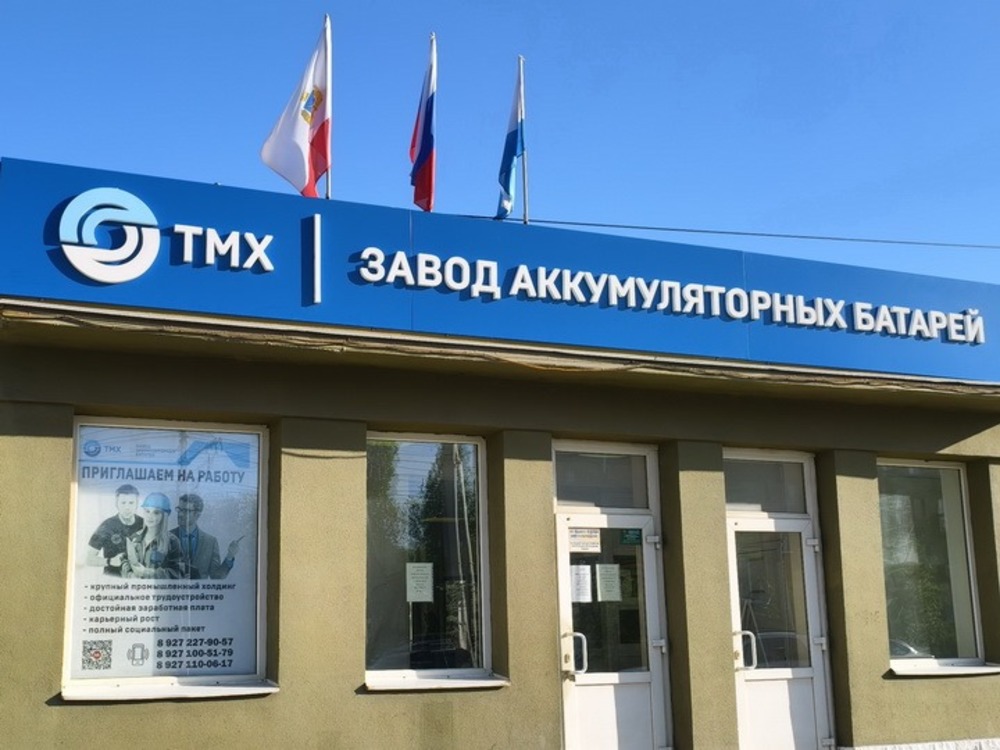 ТМХ
ЗАВОД АККУМУЛЯТОРНЫХ БАТАРЕЙ
ТМХ
ПРИГЛАШАЕМ НА РАБОТУ
- крупный промышленный холдинг
- официальное трудоустройство
- достойная заработная плата
- карьерный рост
- полный социальный пакет
8 927 227-90-57
8 927 100-51-79
8 927 110-06-17